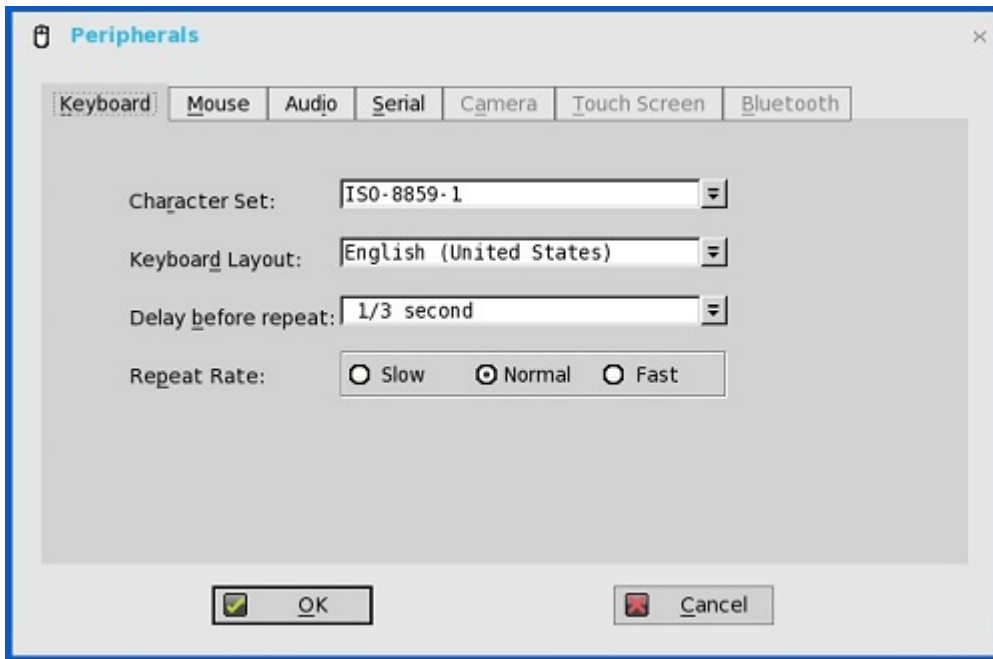 Peripherals
Keyboard Mouse Audio Serial Camera Touch Screen Bluetooth
Character Set: ISO-8859-1
Keyboard Layout: English (United States)
Delay before repeat: 1/3 second
Repeat Rate: Slow Normal Fast
OK Cancel